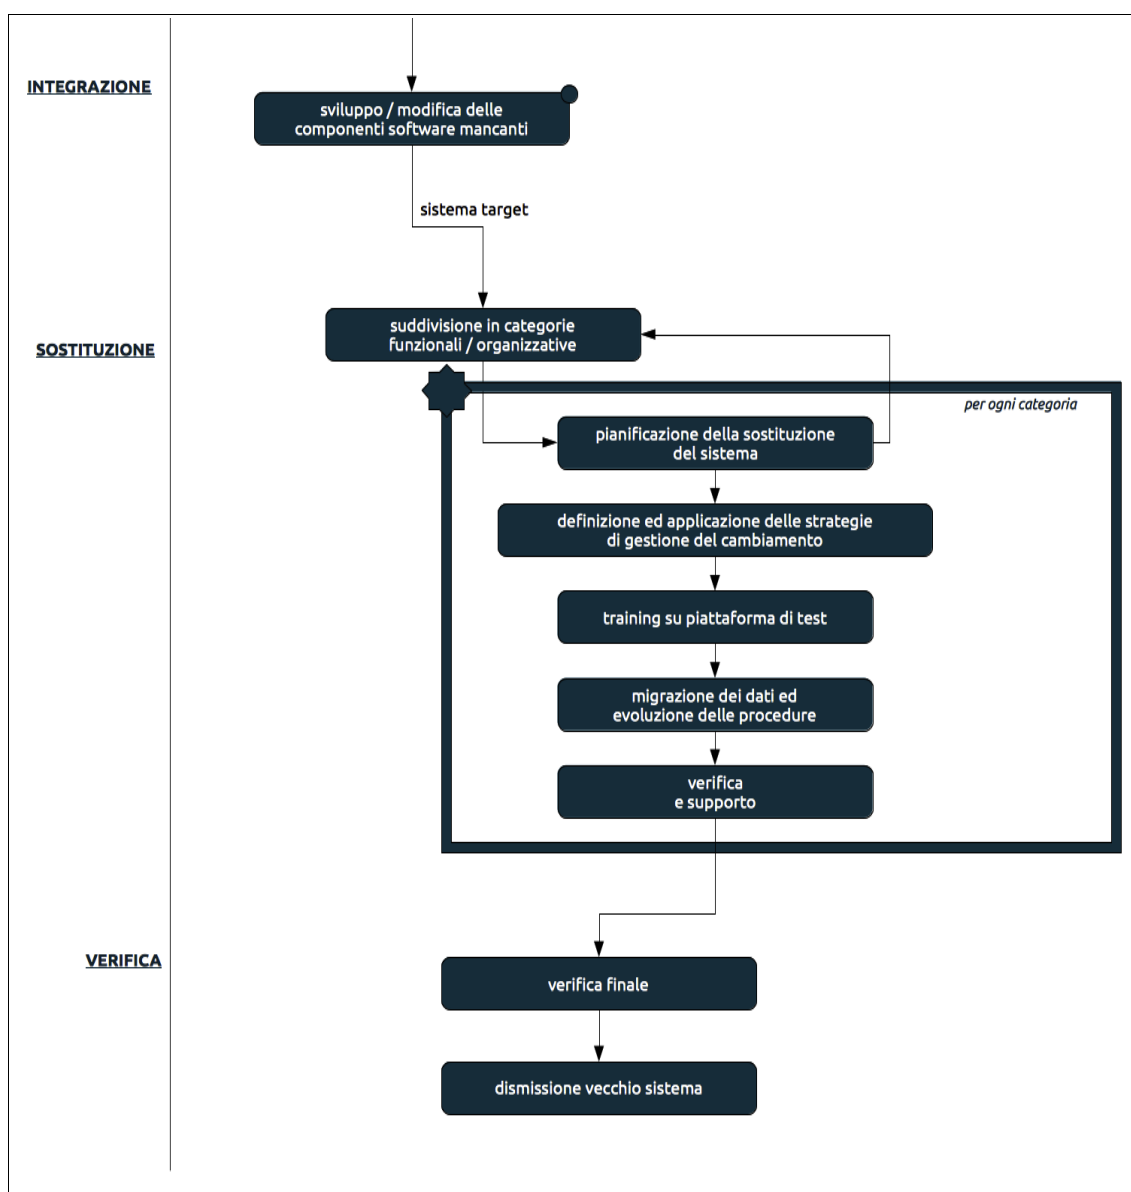 INTEGRAZIONE
sviluppo / modifica delle
componenti software mancanti
sistema target
suddivisione in categorie
funzionali / organizzative
SOSTITUZIONE
per ogni categoria
pianificazione della sostituzione
del sistema
definizione ed applicazione delle strategie
di gestione del cambiamento
training su piattaforma di test
migrazione dei dati ed
evoluzione delle procedure
verifica
e supporto
VERIFICA
verifica finale
dismissione vecchio sistema